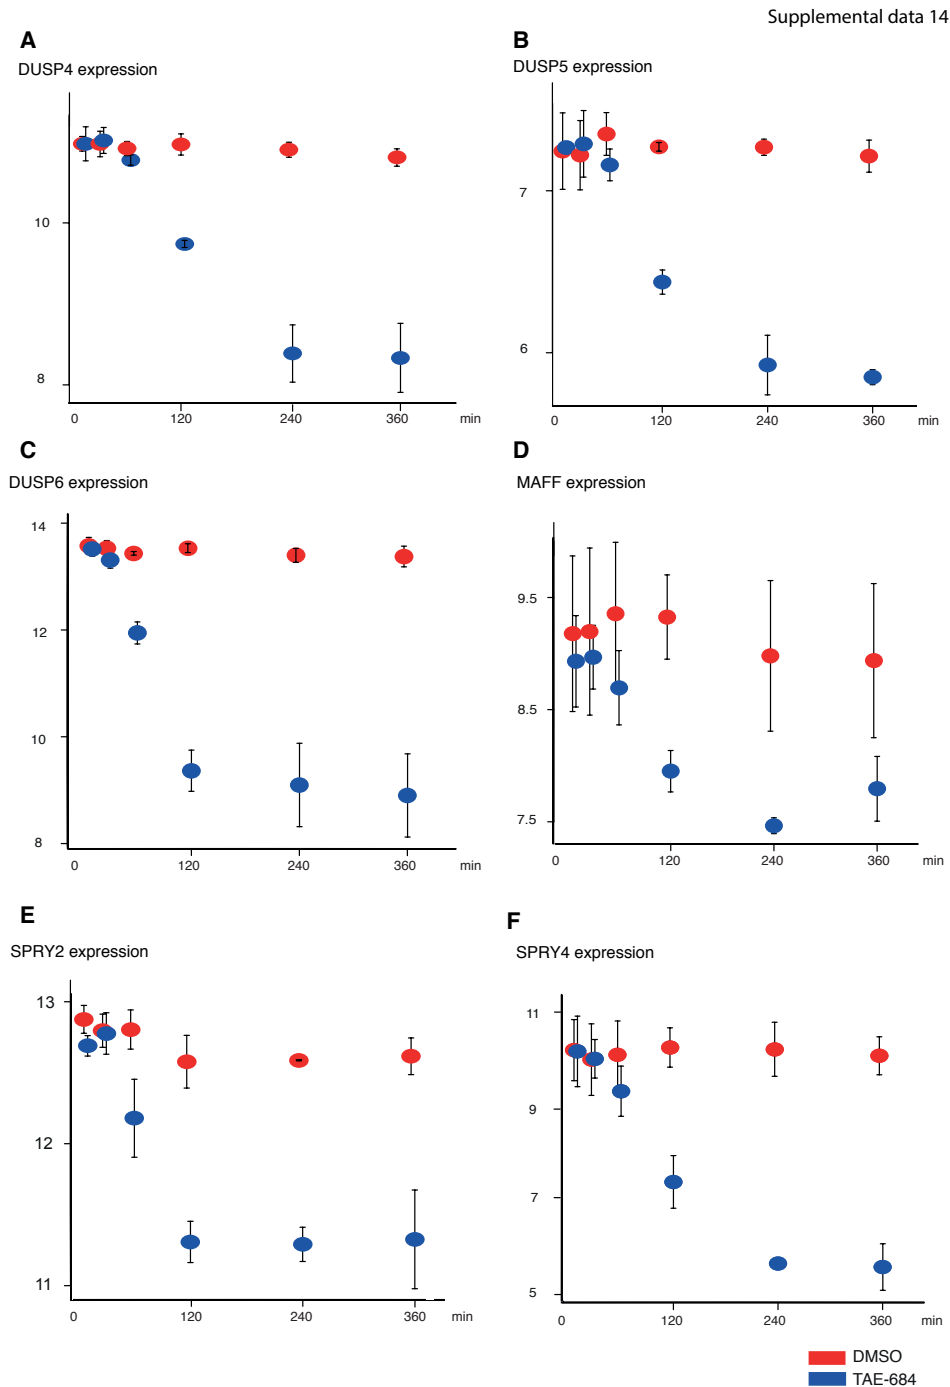 Supplemental data 14
A
DUSP4 expression
10
8
0 120 240 360 min
B
DUSP5 expression
7
6
0 120 240 360 min
C
DUSP6 expression
14
12
10
8
0 120 240 360 min
D
MAFF expression
9.5
8.5
7.5
0 120 240 360 min
E
SPRY2 expression
13
12
11
0 120 240 360 min
F
SPRY4 expression
11
9
7
5
0 120 240 360 min
DMSO
TAE-684